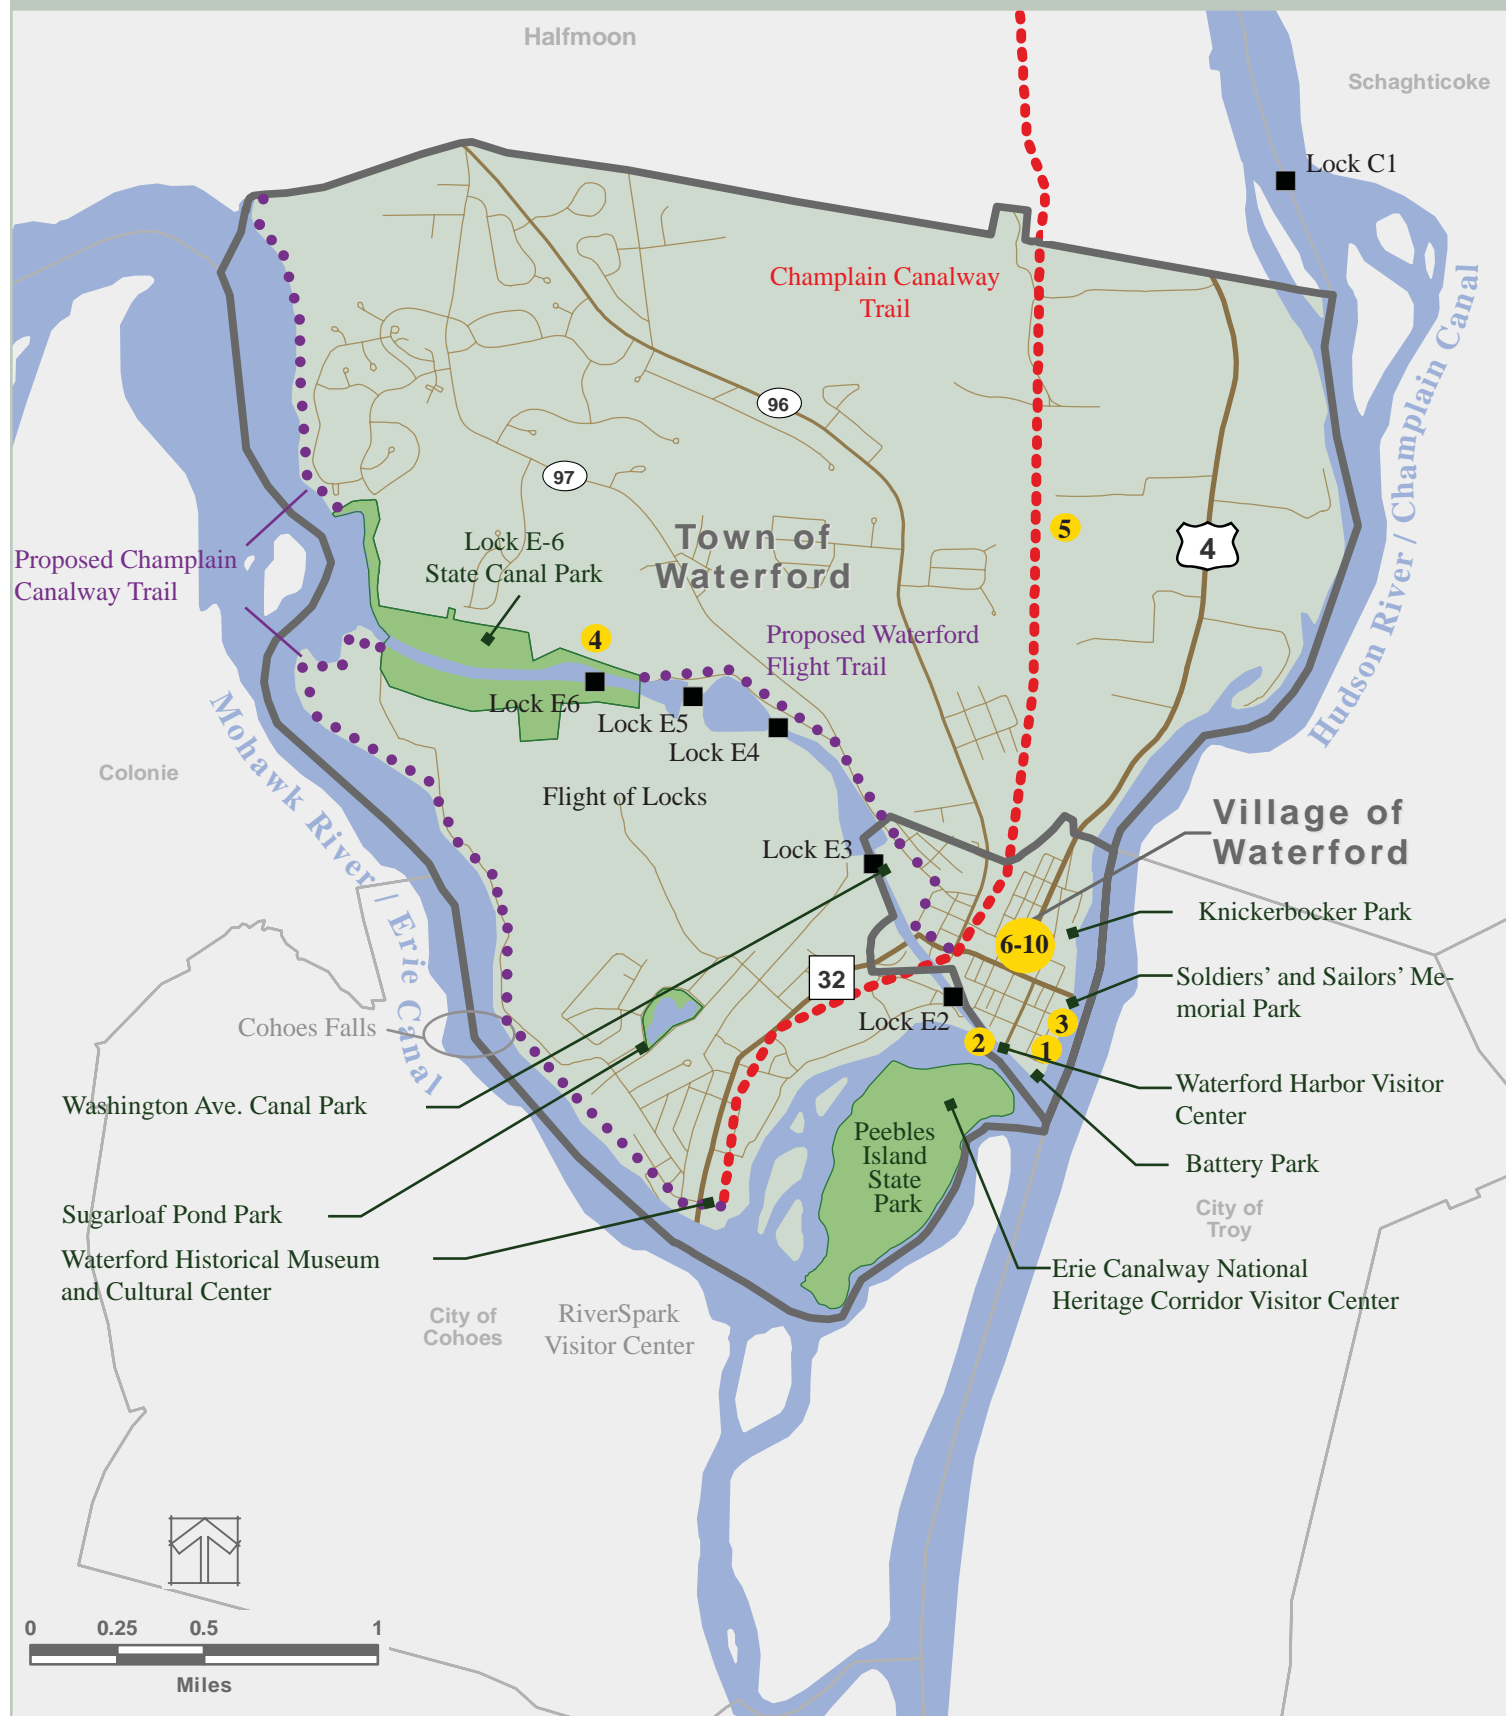 Halfmoon
Schaghticoke
Lock C1
Champlain Canalway
Trail
Hudson River / Champlain Canal
96
97
5
4
Town of
Waterford
Lock E-6
State Canal Park
Proposed Champlain
Canalway Trail
4
Proposed Waterford
Flight Trail
Lock E6
Lock E5
Lock E4
Mohawk River / Erie Canal
Colonie
Flight of Locks
Village of
Waterford
Lock E3
Knickerbocker Park
6-10
32
Soldiers' and Sailors' Me-
morial Park
Lock E2
3
2
1
Cohoes Falls
Waterford Harbor Visitor
Center
Washington Ave. Canal Park
Peebles
Island
State
Park
Battery Park
Sugarloaf Pond Park
City of
Troy
Waterford Historical Museum
and Cultural Center
Erie Canalway National
Heritage Corridor Visitor Center
City of
Cohoes
RiverSpark
Visitor Center
0 0.25 0.5 1
Miles